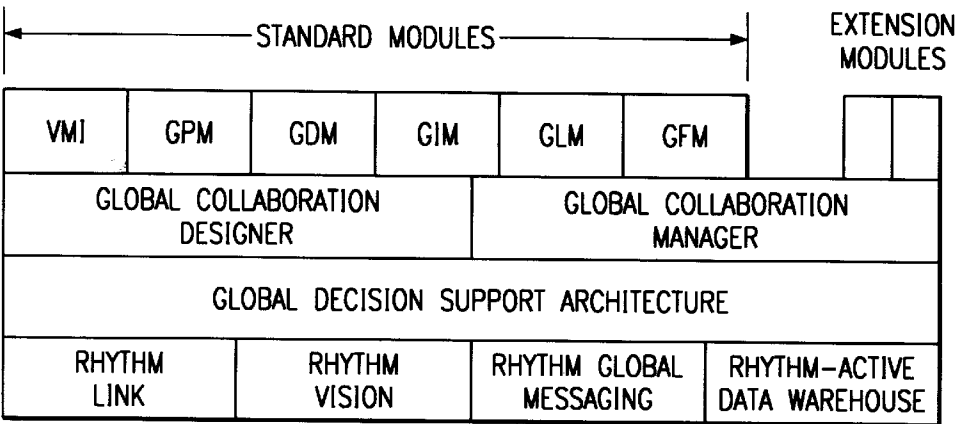 STANDARD MODULES
EXTENSION
MODULES
VMI GPM GDM GIM GLM GFM
GLOBAL COLLABORATION
DESIGNER
GLOBAL COLLABORATION
MANAGER
GLOBAL DECISION SUPPORT ARCHITECTURE
RHYTHM
LINK
RHYTHM
VISION
RHYTHM GLOBAL
MESSAGING
RHYTHM-ACTIVE
DATA WAREHOUSE